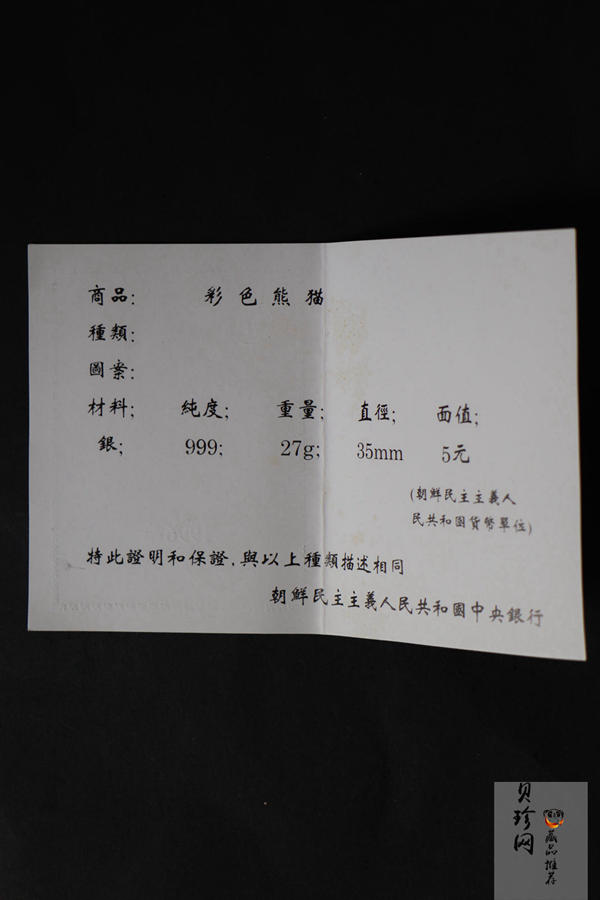 商品: 彩色熊猫
種類:
圖案:
材料; 純度; 重量; 直徑; 面值;
銀; 999; 27g; 35mm 5元
(朝鮮民主主義人
民共和國貨幣單位)
特此證明和保證,與以上種類描述相同
朝鮮民主主義人民共和國中央銀行
貝珍网
藏品推荐